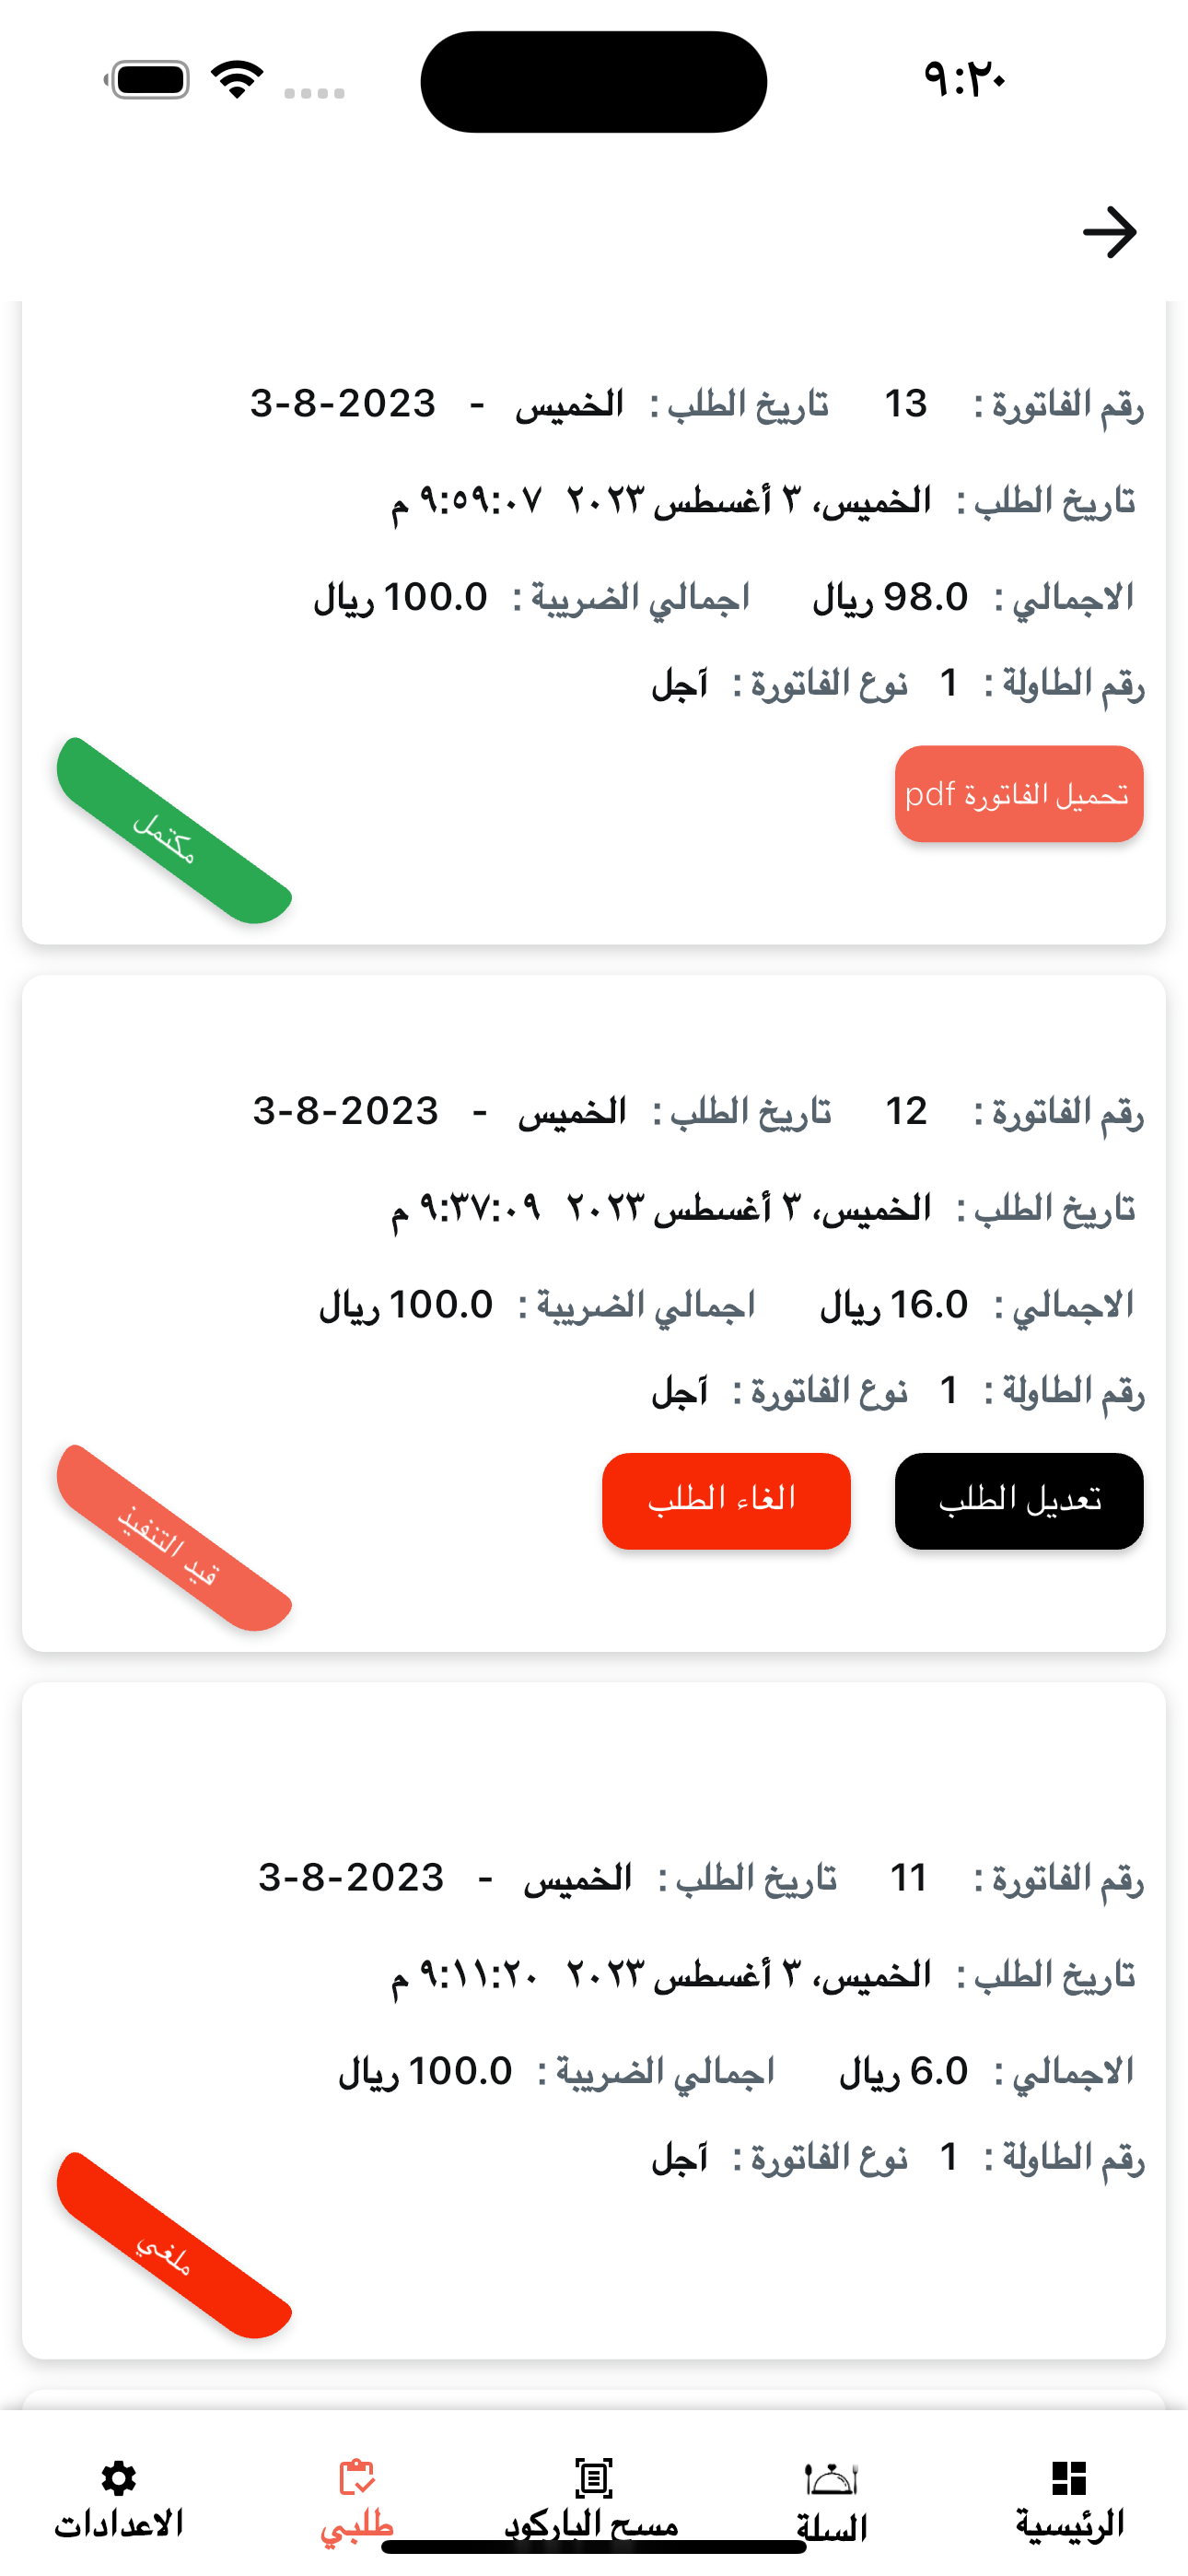 ٩:٢٠
رقم الفاتورة : 13 تاريخ الطلب : الخميس - 3-8-2023
تاريخ الطلب : الخميس، ٣ أغسطس ٢٠٢٣ ٩:٥٩:٠٧ م
الاجمالي : 98.0 ريال اجمالي الضريبة : 100.0 ريال
رقم الطاولة : 1 نوع الفاتورة : آجل
تحميل الفاتورة pdf
مكتمل
رقم الفاتورة : 12 تاريخ الطلب : الخميس - 3-8-2023
تاريخ الطلب : الخميس، ٣ أغسطس ٢٠٢٣ ٩:٣٧:٠٩ م
الاجمالي : 16.0 ريال اجمالي الضريبة : 100.0 ريال
رقم الطاولة : 1 نوع الفاتورة : آجل
تعديل الطلب الغاء الطلب
قيد التنفيذ
رقم الفاتورة : 11 تاريخ الطلب : الخميس - 3-8-2023
تاريخ الطلب : الخميس، ٣ أغسطس ٢٠٢٣ ٩:١١:٢٠ م
الاجمالي : 6.0 ريال اجمالي الضريبة : 100.0 ريال
رقم الطاولة : 1 نوع الفاتورة : آجل
ملغي
الرئيسية السلة مسح الباركود طلبي الاعدادات